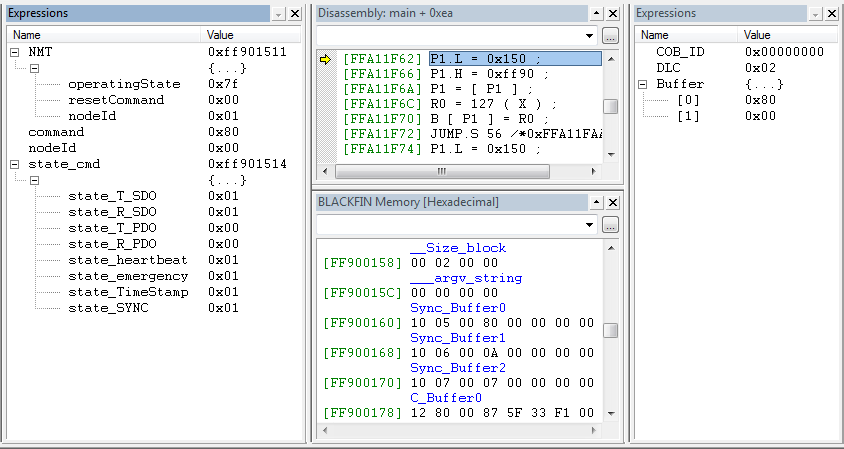 Expressions
Name Value
NMT 0xff901511
{...}
operatingState 0x7f
resetCommand 0x00
nodeId 0x01
command 0x80
nodeId 0x00
state_cmd 0xff901514
{...}
state_T_SDO 0x01
state_R_SDO 0x01
state_T_PDO 0x00
state_R_PDO 0x00
state_heartbeat 0x01
state_emergency 0x01
state_TimeStamp 0x01
state_SYNC 0x01
Disassembly: main + 0xea
...
[FFA11F62] P1.L = 0x150 ;
[FFA11F66] P1.H = 0xff90 ;
[FFA11F6A] P1 = [ P1 ] ;
[FFA11F6C] R0 = 127 ( X ) ;
[FFA11F70] B [ P1 ] = R0 ;
[FFA11F72] JUMP.S 56 /*0xFFA11FAA
[FFA11F74] P1.L = 0x150 ;
BLACKFIN Memory [Hexadecimal]
...
__Size_block
[FF900158] 00 02 00 00
___argv_string
[FF90015C] 00 00 00 00
Sync_Buffer0
[FF900160] 10 05 00 80 00 00 00 00
Sync_Buffer1
[FF900168] 10 06 00 0A 00 00 00 00
Sync_Buffer2
[FF900170] 10 07 00 07 00 00 00 00
C_Buffer0
[FF900178] 12 80 00 87 5F 33 F1 00
Expressions
Name Value
COB_ID 0x00000000
DLC 0x02
Buffer {...}
[0] 0x80
[1] 0x00